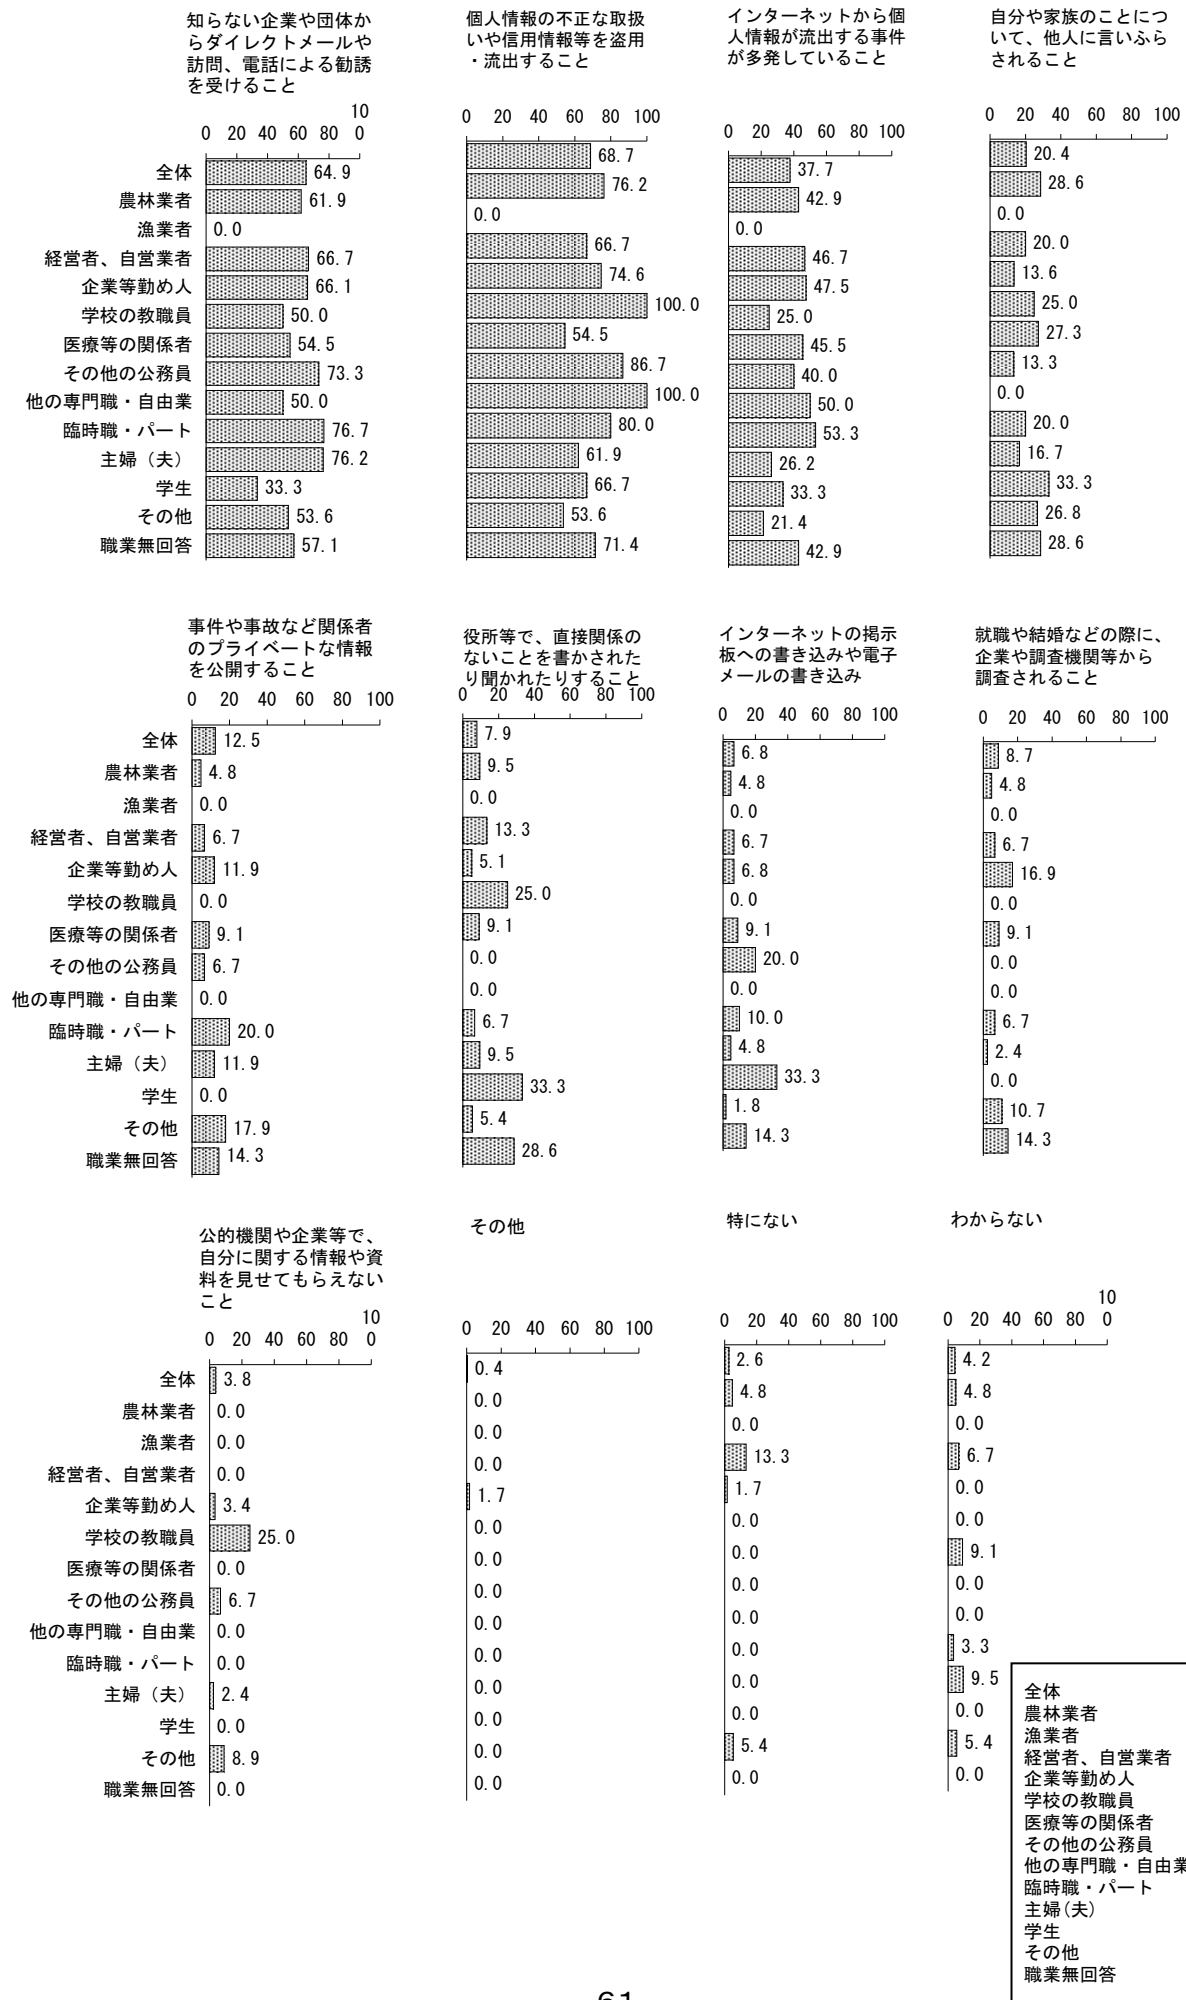 知らない企業や団体か
らダイレクトメールや
訪問、電話による勧誘
を受けること
10
0 20 40 60 80 0
全体 64.9
農林業者 61.9
漁業者 0.0
経営者、自営業者 66.7
企業等勤め人 66.1
学校の教職員 50.0
医療等の関係者 54.5
その他の公務員 73.3
他の専門職・自由業 50.0
臨時職・パート 76.7
主婦（夫） 76.2
学生 33.3
その他 53.6
職業無回答 57.1
個人情報の不正な取扱
いや信用情報等を盗用
・流出すること
0 20 40 60 80 100
68.7
76.2
0.0
66.7
74.6
100.0
54.5
86.7
100.0
80.0
61.9
66.7
53.6
71.4
インターネットから個
人情報が流出する事件
が多発していること
0 20 40 60 80 100
37.7
42.9
0.0
46.7
47.5
25.0
45.5
40.0
50.0
53.3
26.2
33.3
21.4
42.9
自分や家族のことにつ
いて、他人に言いふら
されること
0 20 40 60 80 100
20.4
28.6
0.0
20.0
13.6
25.0
27.3
13.3
0.0
20.0
16.7
33.3
26.8
28.6
事件や事故など関係者
のプライベートな情報
を公開すること
0 20 40 60 80 100
全体 12.5
農林業者 4.8
漁業者 0.0
経営者、自営業者 6.7
企業等勤め人 11.9
学校の教職員 0.0
医療等の関係者 9.1
その他の公務員 6.7
他の専門職・自由業 0.0
臨時職・パート 20.0
主婦（夫） 11.9
学生 0.0
その他 17.9
職業無回答 14.3
役所等で、直接関係の
ないことを書かされた
り聞かれたりすること
0 20 40 60 80 100
7.9
9.5
0.0
13.3
5.1
25.0
9.1
0.0
0.0
6.7
9.5
33.3
5.4
28.6
インターネットの掲示
板への書き込みや電子
メールの書き込み
0 20 40 60 80 100
6.8
4.8
0.0
6.7
6.8
0.0
9.1
20.0
0.0
10.0
4.8
33.3
1.8
14.3
就職や結婚などの際に、
企業や調査機関等から
調査されること
0 20 40 60 80 100
8.7
4.8
0.0
6.7
16.9
0.0
9.1
0.0
0.0
6.7
2.4
0.0
10.7
14.3
公的機関や企業等で、
自分に関する情報や資
料を見せてもらえない
こと
10
0 20 40 60 80 0
全体 3.8
農林業者 0.0
漁業者 0.0
経営者、自営業者 0.0
企業等勤め人 3.4
学校の教職員 25.0
医療等の関係者 0.0
その他の公務員 6.7
他の専門職・自由業 0.0
臨時職・パート 0.0
主婦（夫） 2.4
学生 0.0
その他 8.9
職業無回答 0.0
その他
0 20 40 60 80 100
0.4
0.0
0.0
0.0
1.7
0.0
0.0
0.0
0.0
0.0
0.0
0.0
0.0
0.0
特にない
0 20 40 60 80 100
2.6
4.8
0.0
13.3
1.7
0.0
0.0
0.0
0.0
0.0
0.0
0.0
5.4
0.0
わからない
10
0 20 40 60 80 0
4.2
4.8
0.0
6.7
0.0
0.0
9.1
0.0
0.0
3.3
9.5
0.0
5.4
0.0
全体
農林業者
漁業者
経営者、自営業者
企業等勤め人
学校の教職員
医療等の関係者
その他の公務員
他の専門職・自由業
臨時職・パート
主婦(夫)
学生
その他
職業無回答
61